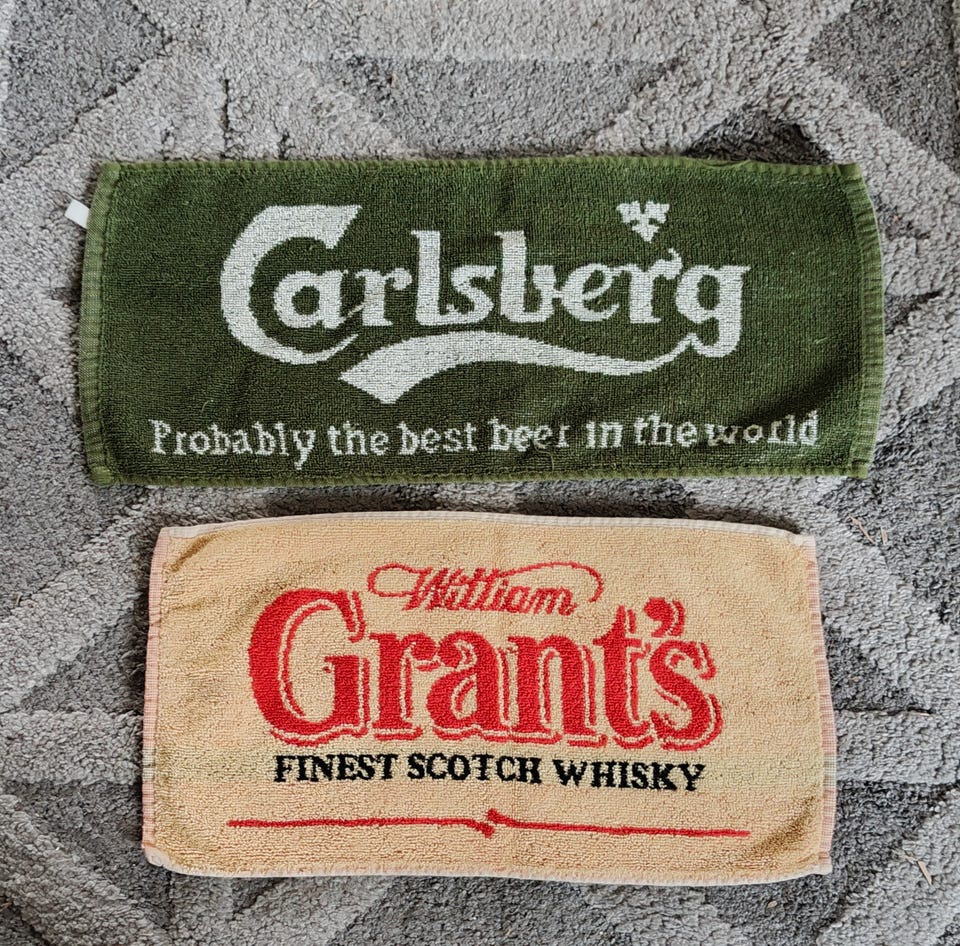 Carlsberg
Probably the best beer in the world
William
Grant's
FINEST SCOTCH WHISKY